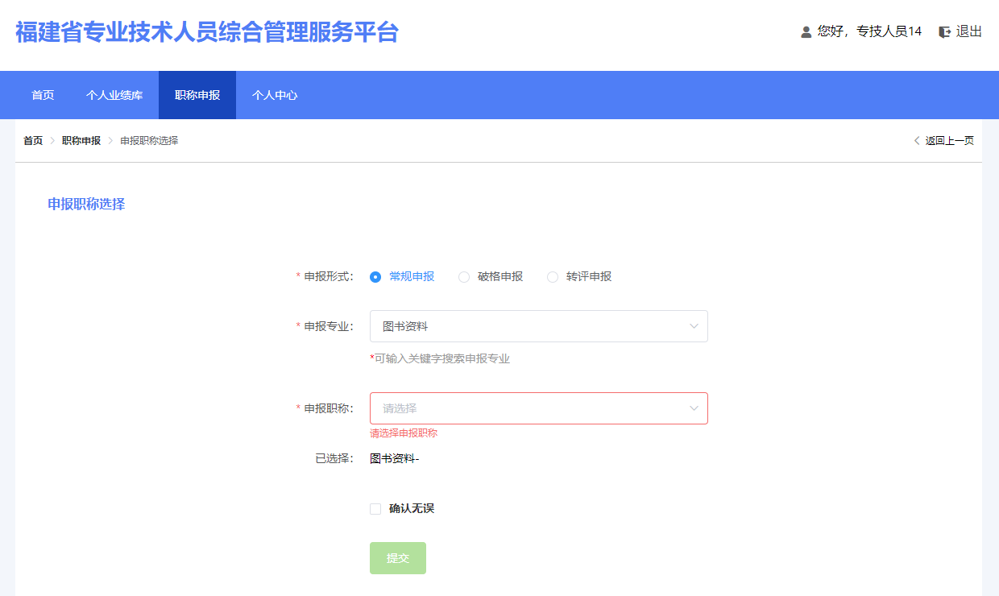 福建省专业技术人员综合管理服务平台
您好，专技人员14 退出
首页 个人业绩库 职称申报 个人中心
首页 > 职称申报 > 申报职称选择 < 返回上一页
申报职称选择
* 申报形式： 常规申报 破格申报 转评申报
* 申报专业： 图书资料
*可输入关键字搜索申报专业
* 申报职称： 请选择
请选择申报职称
已选择： 图书资料-
确认无误
提交